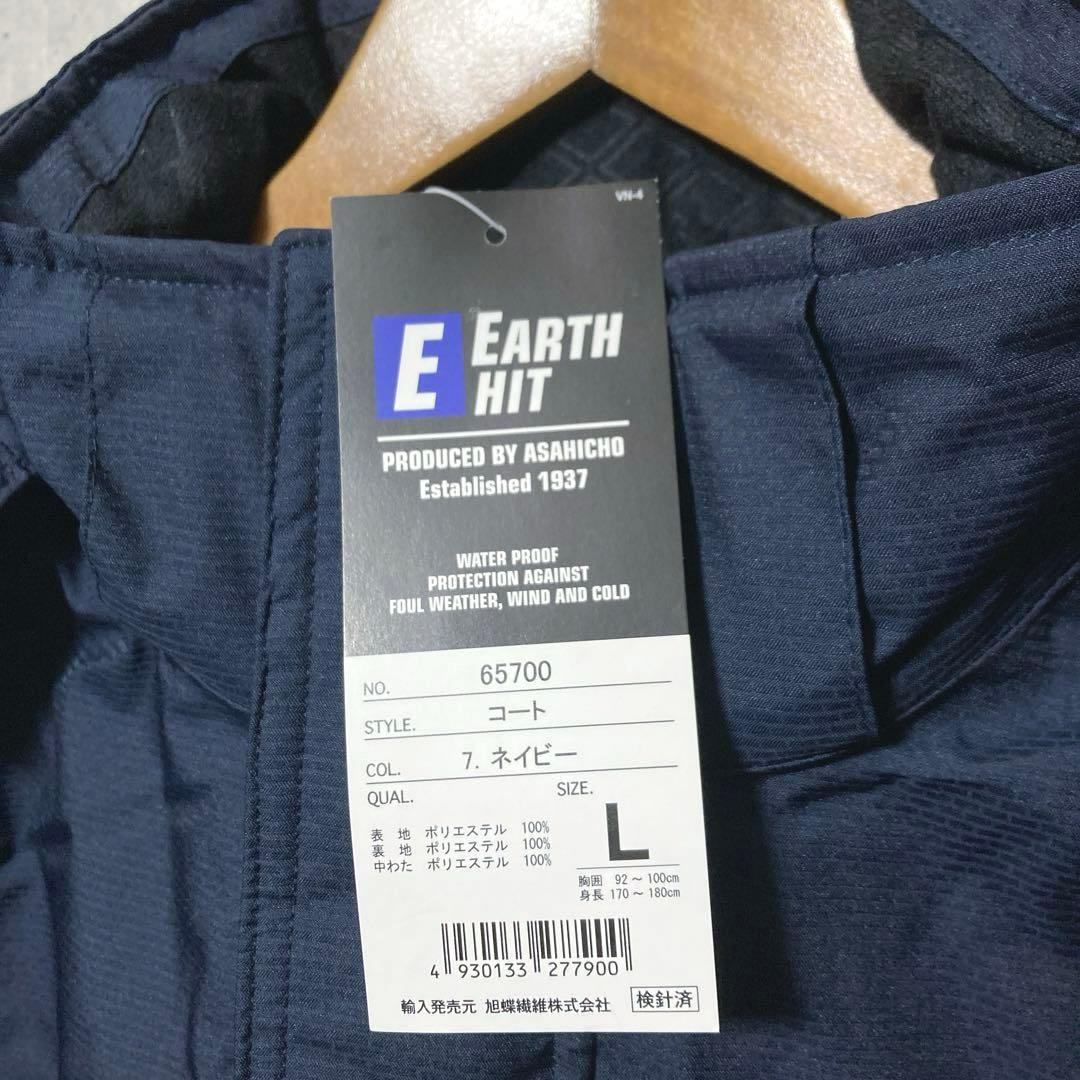 VN-4
E EARTH
HIT
PRODUCED BY ASAHICHO
Established 1937
WATER PROOF
PROTECTION AGAINST
FOUL WEATHER, WIND AND COLD
NO. 65700
STYLE. コート
COL. 7. ネイビー
QUAL. SIZE.
L
表 地 ポリエステル 100%
裏 地 ポリエステル 100%
中わた ポリエステル 100%
胸囲 92～100cm
身長 170～180cm
4 930133 277900
輸入発売元 旭蝶繊維株式会社 検針済